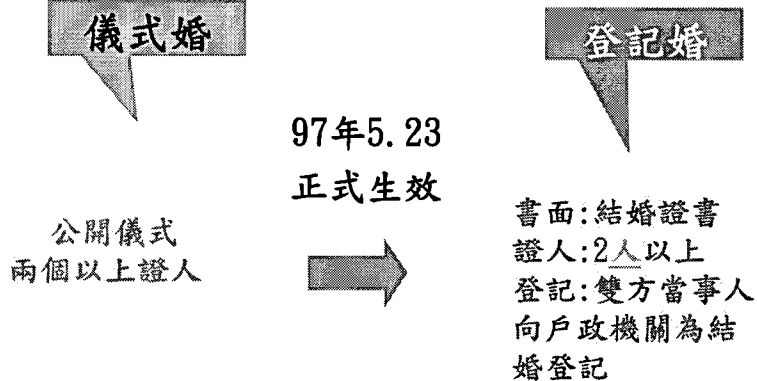 儀式婚
登記婚
97年5.23
正式生效
公開儀式
兩個以上證人
書面:結婚證書
證人:2人以上
登記:雙方當事人
向戶政機關為結
婚登記